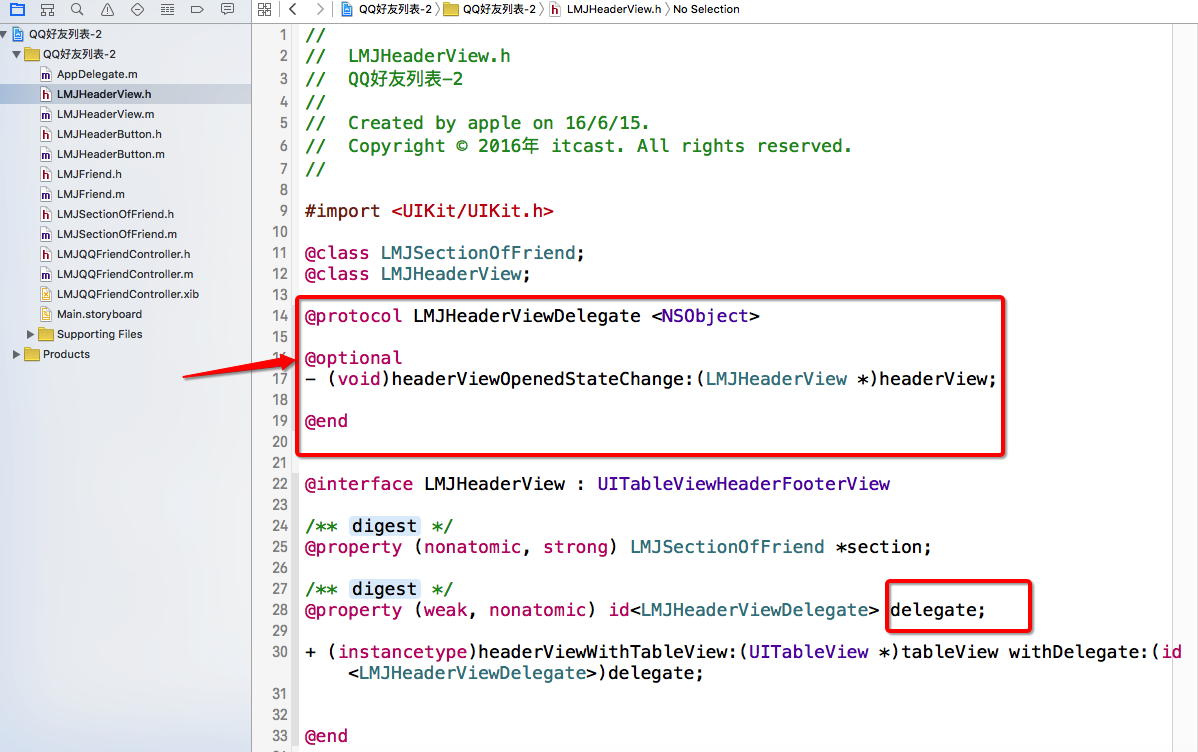 QQ好友列表-2 〉 QQ好友列表-2 〉 LMJHeaderView.h 〉 No Selection
QQ好友列表-2
QQ好友列表-2
AppDelegate.m
LMJHeaderView.h
LMJHeaderView.m
LMJHeaderButton.h
LMJHeaderButton.m
LMJFriend.h
LMJFriend.m
LMJSectionOfFriend.h
LMJSectionOfFriend.m
LMJQQFriendController.h
LMJQQFriendController.m
LMJQQFriendController.xib
Main.storyboard
Supporting Files
Products
1 //
2 //  LMJHeaderView.h
3 //  QQ好友列表-2
4 //
5 //  Created by apple on 16/6/15.
6 //  Copyright © 2016年 itcast. All rights reserved.
7 //
8
9 #import <UIKit/UIKit.h>
10
11 @class LMJSectionOfFriend;
12 @class LMJHeaderView;
13
14 @protocol LMJHeaderViewDelegate <NSObject>
15
16 @optional
17 - (void)headerViewOpenedStateChange:(LMJHeaderView *)headerView;
18
19 @end
20
21
22 @interface LMJHeaderView : UITableViewHeaderFooterView
23
24 /** digest */
25 @property (nonatomic, strong) LMJSectionOfFriend *section;
26
27 /** digest */
28 @property (weak, nonatomic) id<LMJHeaderViewDelegate> delegate;
29
30 + (instancetype)headerViewWithTableView:(UITableView *)tableView withDelegate:(id
<LMJHeaderViewDelegate>)delegate;
31
32
33 @end